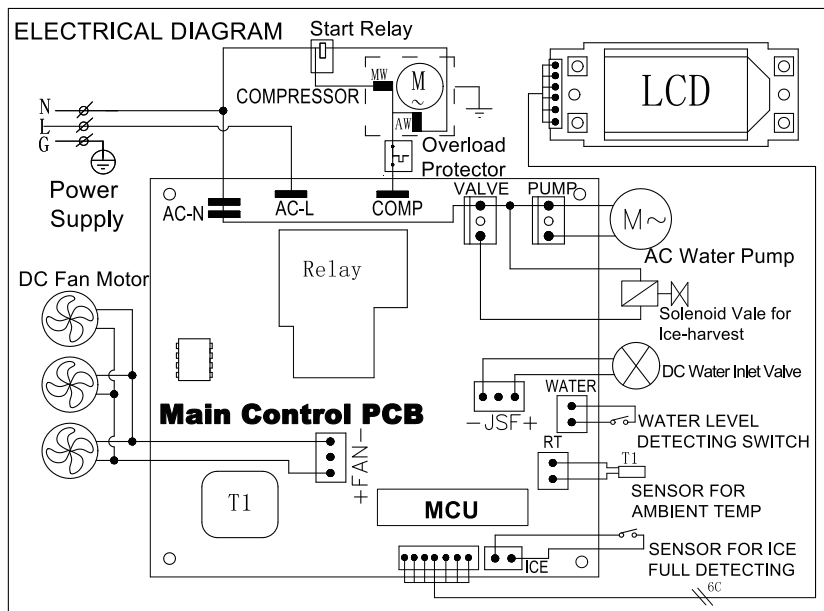 ELECTRICAL DIAGRAM
Start Relay
COMPRESSOR
MW
M
~
AW
LCD
N
L
G
Power
Supply
Overload
Protector
AC-N
AC-L
COMP
VALVE
PUMP
M~
AC Water Pump
Relay
DC Fan Motor
Solenoid Vale for
Ice-harvest
DC Water Inlet Valve
-JSF+
WATER
WATER LEVEL
DETECTING SWITCH
Main Control PCB
+FAN-
RT
T1
SENSOR FOR
AMBIENT TEMP
T1
MCU
ICE
SENSOR FOR ICE
FULL DETECTING
6C